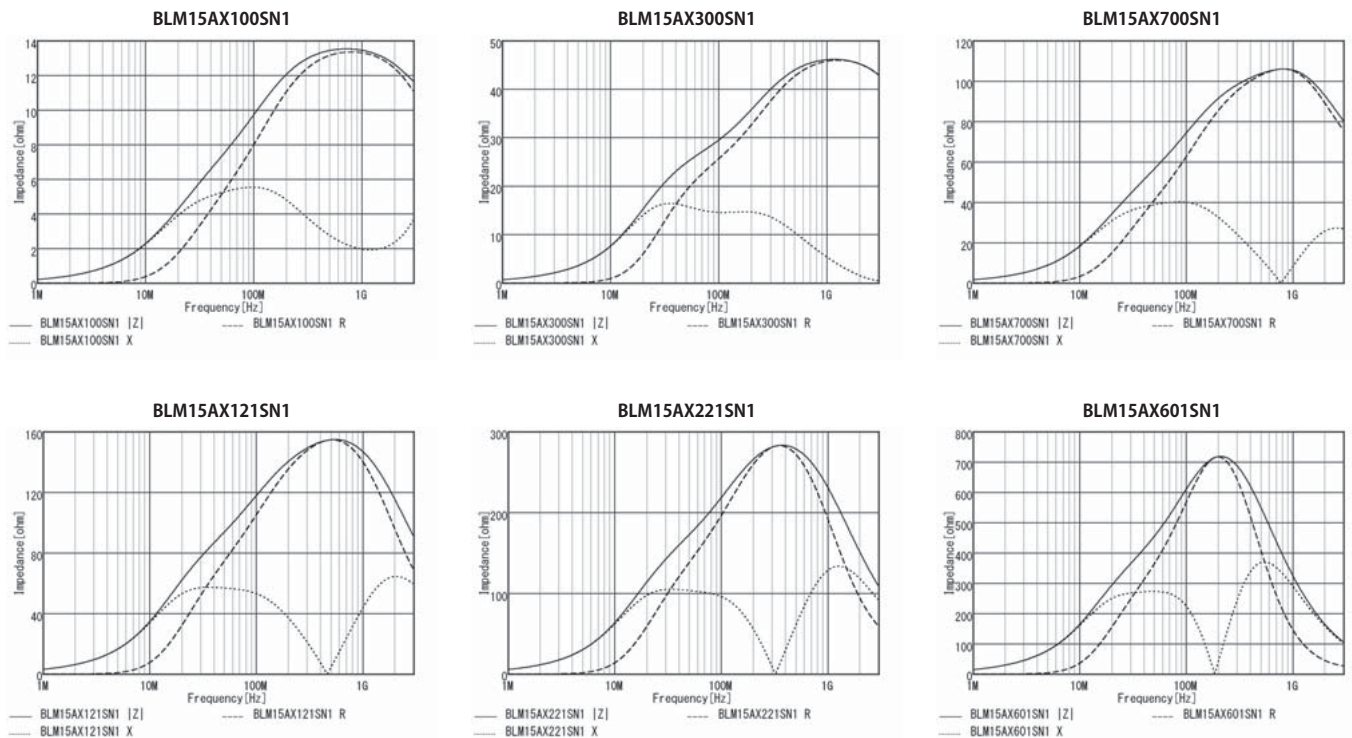 BLM15AX100SN1
14
12
10
8
6
4
2
0
Impedance[ohm]
1M 10M 100M 1G
Frequency[Hz]
BLM15AX100SN1 |Z| BLM15AX100SN1 R
BLM15AX100SN1 X
BLM15AX300SN1
50
40
30
20
10
0
Impedance[ohm]
1M 10M 100M 1G
Frequency[Hz]
BLM15AX300SN1 |Z| BLM15AX300SN1 R
BLM15AX300SN1 X
BLM15AX700SN1
120
100
80
60
40
20
0
Impedance[ohm]
1M 10M 100M 1G
Frequency[Hz]
BLM15AX700SN1 |Z| BLM15AX700SN1 R
BLM15AX700SN1 X
BLM15AX121SN1
160
120
80
40
0
Impedance[ohm]
1M 10M 100M 1G
Frequency[Hz]
BLM15AX121SN1 |Z| BLM15AX121SN1 R
BLM15AX121SN1 X
BLM15AX221SN1
300
200
100
0
Impedance[ohm]
1M 10M 100M 1G
Frequency[Hz]
BLM15AX221SN1 |Z| BLM15AX221SN1 R
BLM15AX221SN1 X
BLM15AX601SN1
800
700
600
500
400
300
200
100
0
Impedance[ohm]
1M 10M 100M 1G
Frequency[Hz]
BLM15AX601SN1 |Z| BLM15AX601SN1 R
BLM15AX601SN1 X